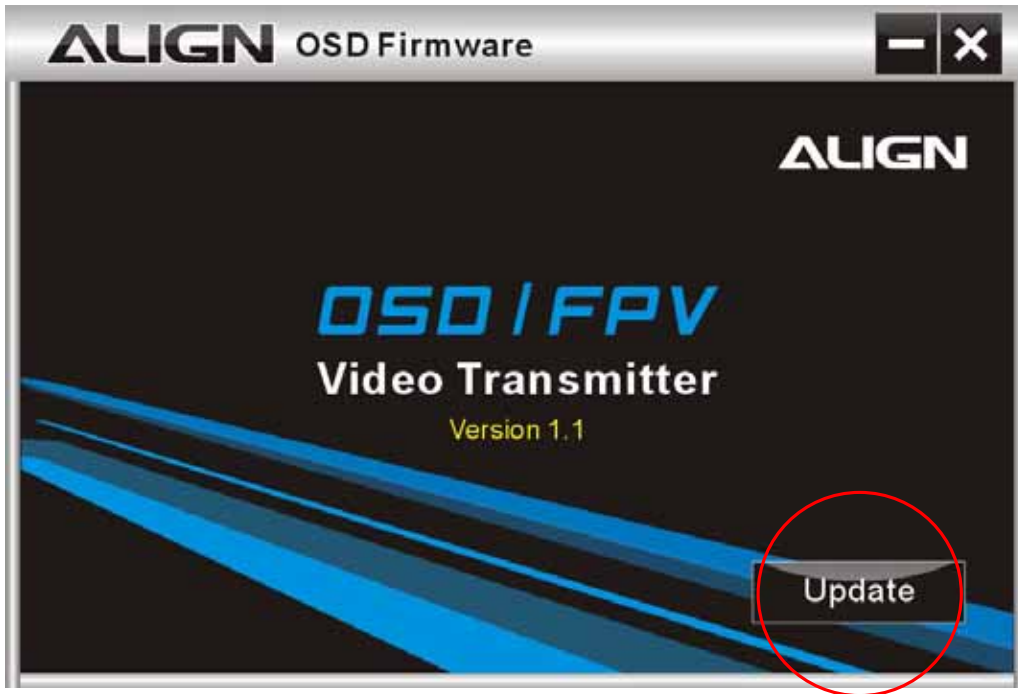 ALIGN OSD Firmware
ALIGN
OSD / FPV
Video Transmitter
Version 1.1
Update